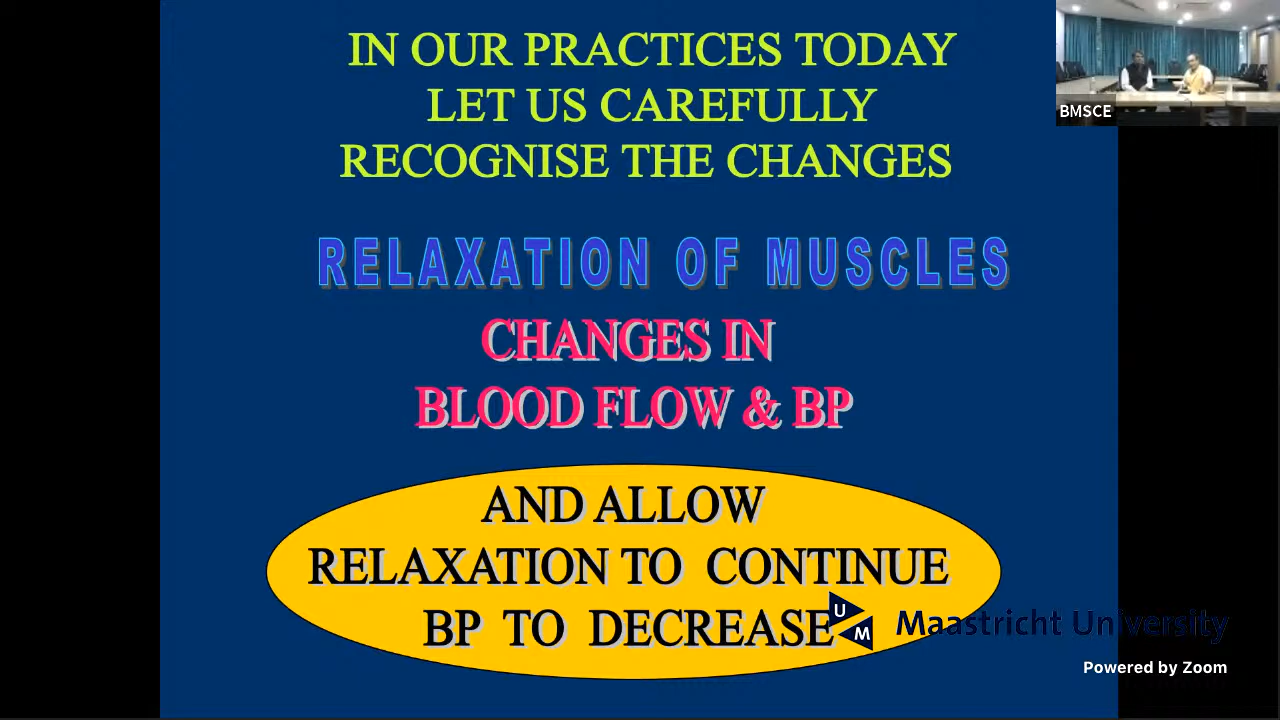 IN OUR PRACTICES TODAY
LET US CAREFULLY
RECOGNISE THE CHANGES
BMSCE
RELAXATION OF MUSCLES
CHANGES IN
BLOOD FLOW & BP
AND ALLOW
RELAXATION TO CONTINUE
BP TO DECREASE
UM Maastricht University
Powered by Zoom